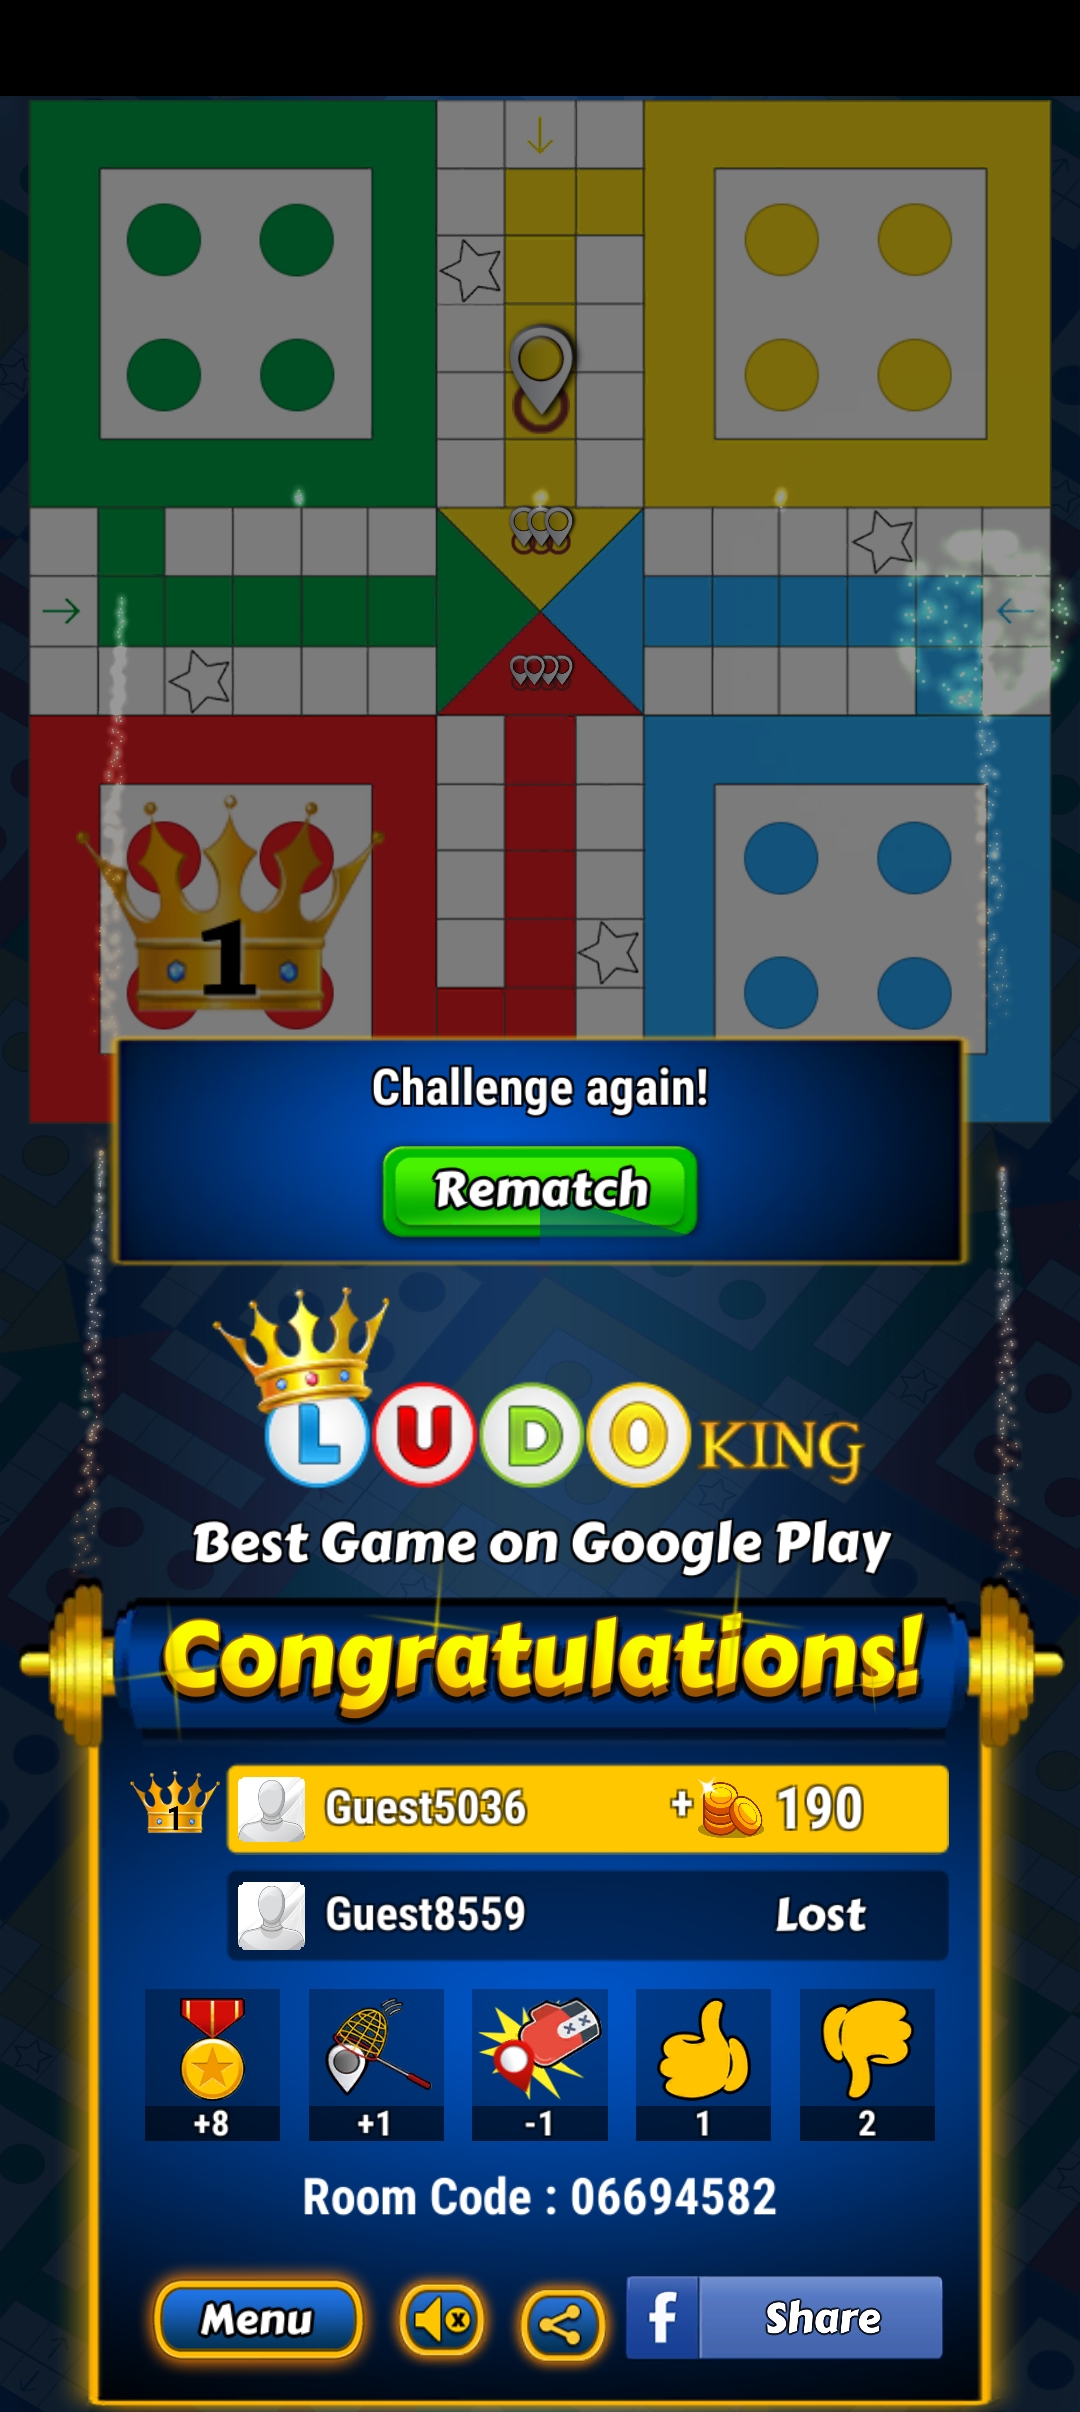 1
Challenge again!
Rematch
LUDO KING
Best Game on Google Play
Congratulations!
1 Guest5036 + 190
Guest8559 Lost
+8 +1 -1 1 2
Room Code : 06694582
Menu x f Share